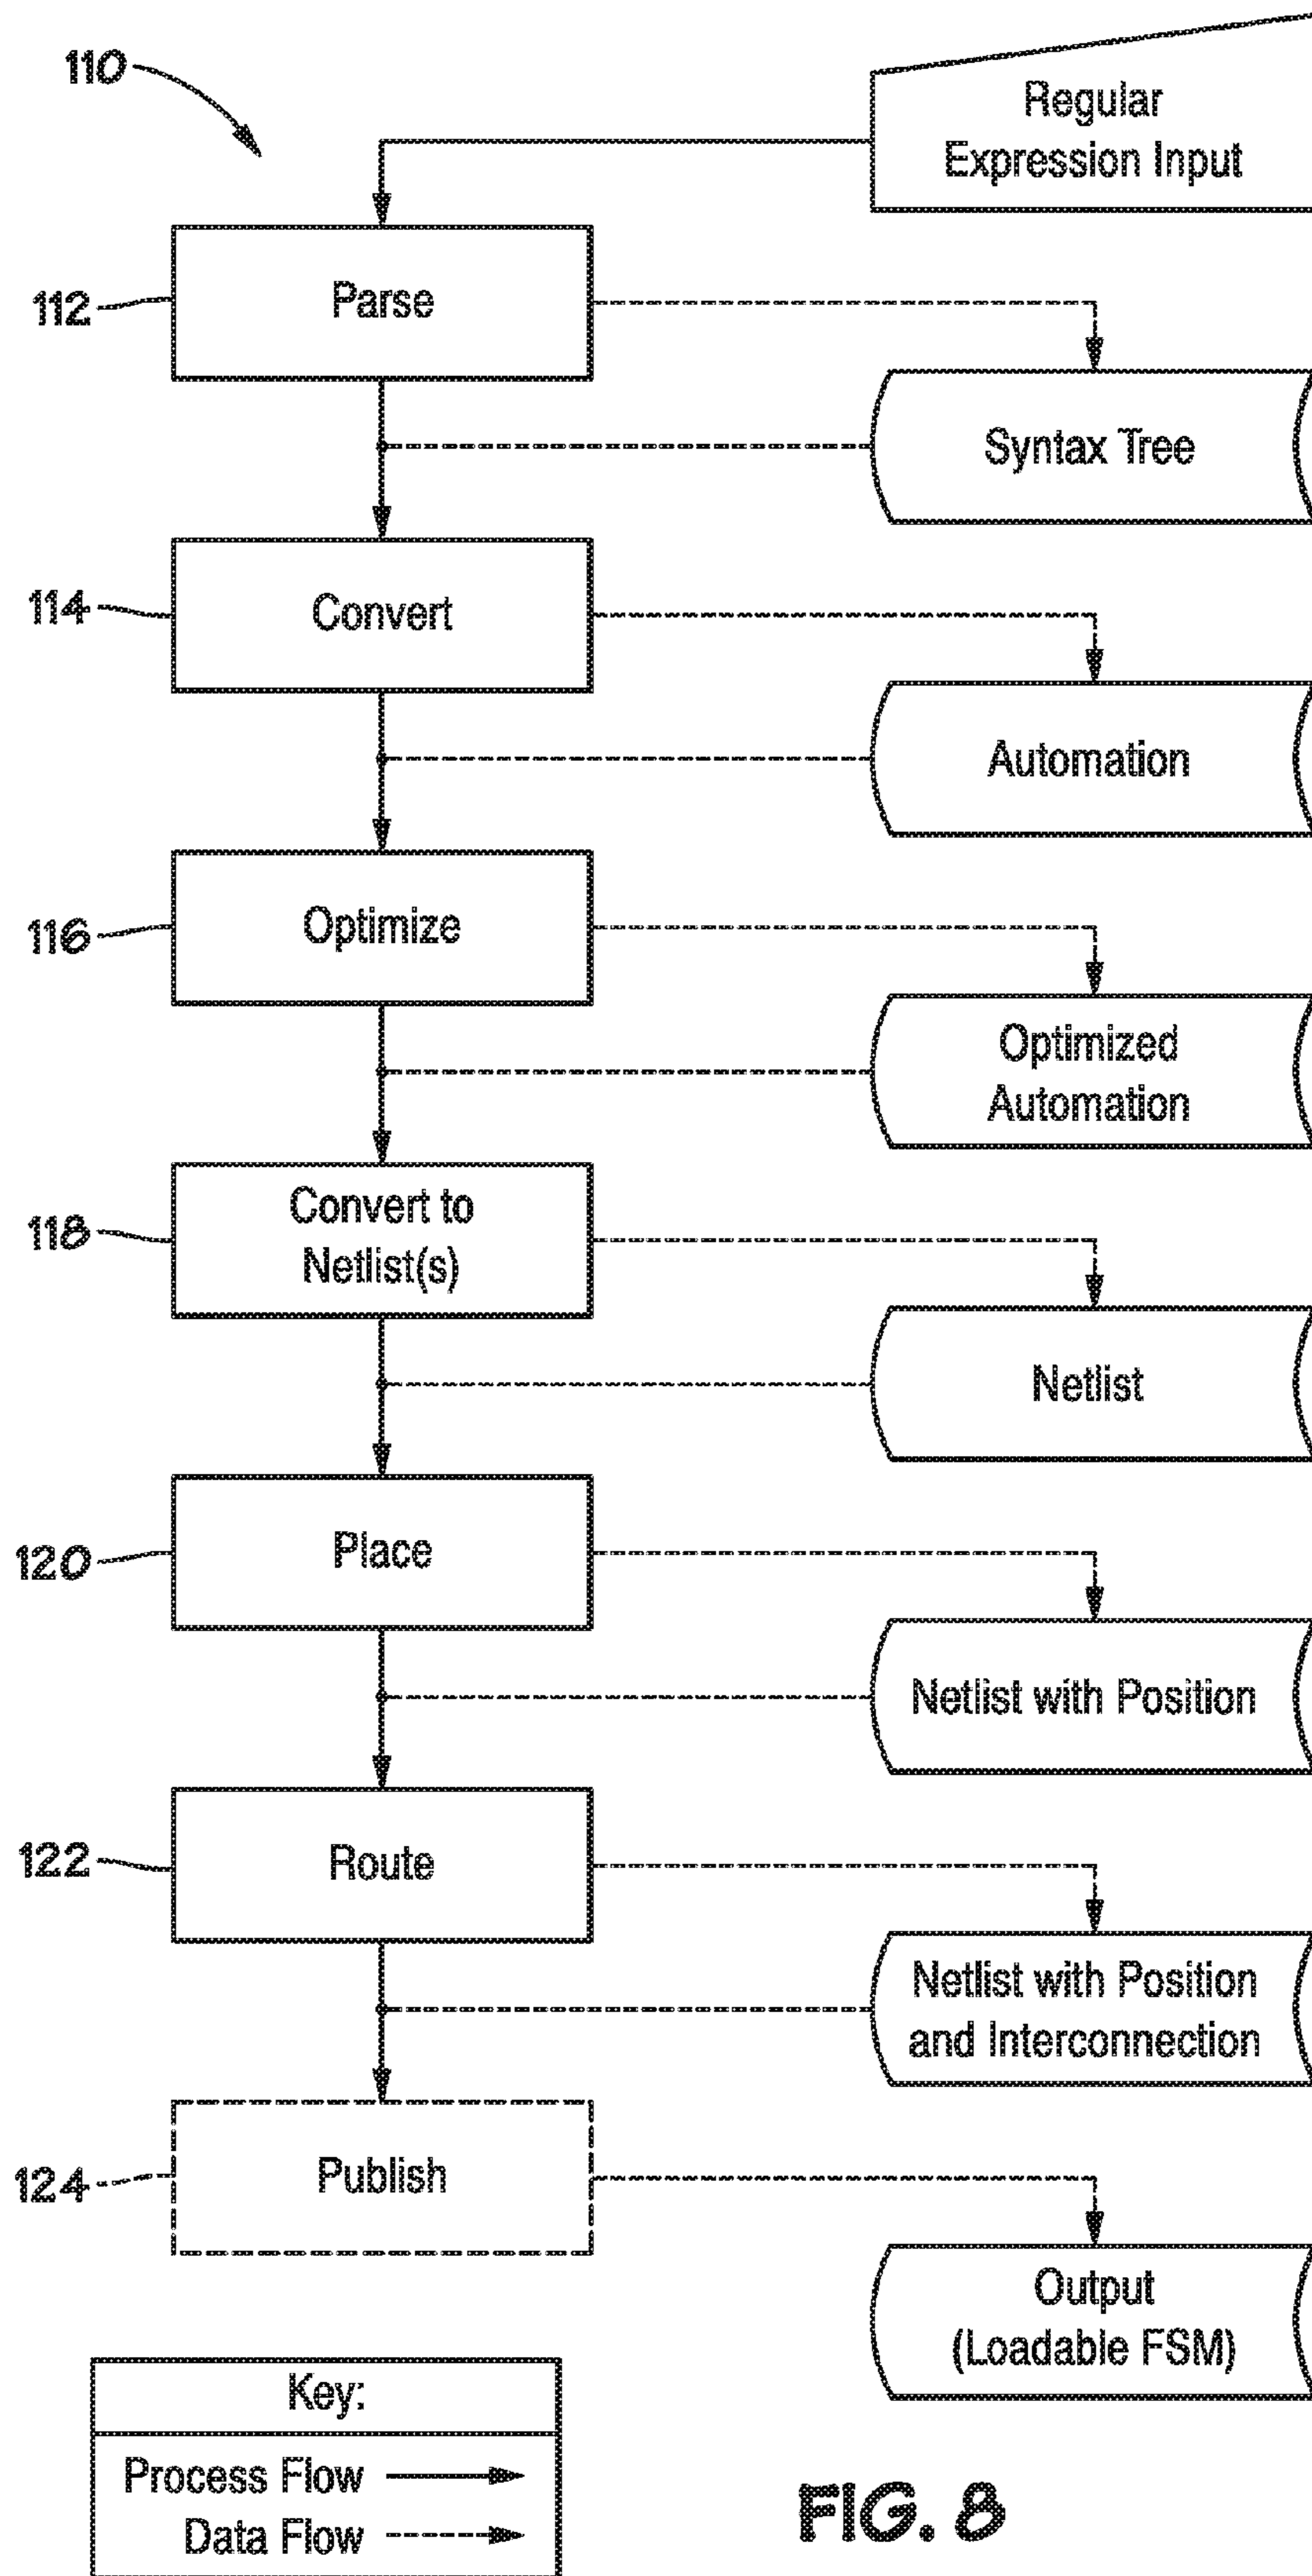 110
Regular
Expression Input
112
Parse
Syntax Tree
114
Convert
Automation
116
Optimize
Optimized
Automation
118
Convert to
Netlist(s)
Netlist
120
Place
Netlist with Position
122
Route
Netlist with Position
and Interconnection
124
Publish
Output
(Loadable FSM)
Key:
Process Flow
Data Flow
FIG. 8